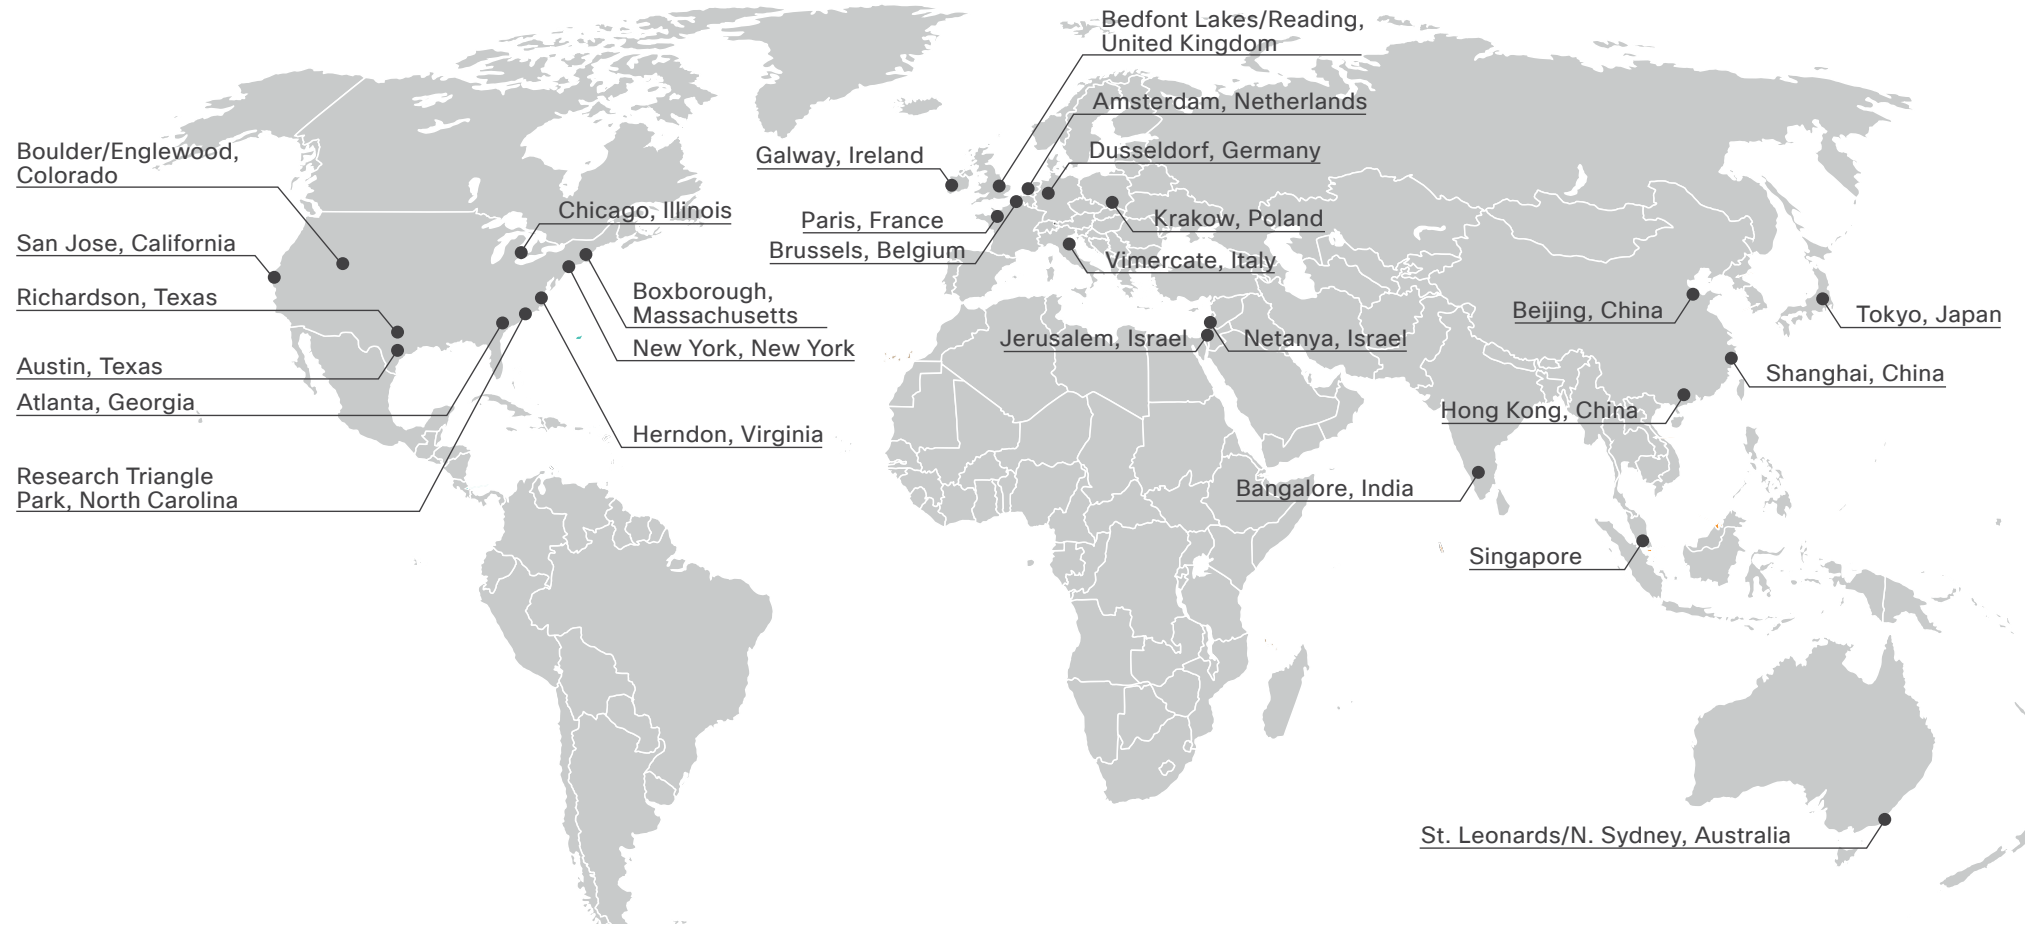 Bedfont Lakes/Reading,
United Kingdom
Amsterdam, Netherlands
Boulder/Englewood,
Colorado
Galway, Ireland
Dusseldorf, Germany
Chicago, Illinois
Paris, France
Krakow, Poland
San Jose, California
Brussels, Belgium
Vimercate, Italy
Richardson, Texas
Boxborough,
Massachusetts
Beijing, China
Tokyo, Japan
Jerusalem, Israel
Netanya, Israel
New York, New York
Austin, Texas
Shanghai, China
Atlanta, Georgia
Hong Kong, China
Herndon, Virginia
Research Triangle
Park, North Carolina
Bangalore, India
Singapore
St. Leonards/N. Sydney, Australia